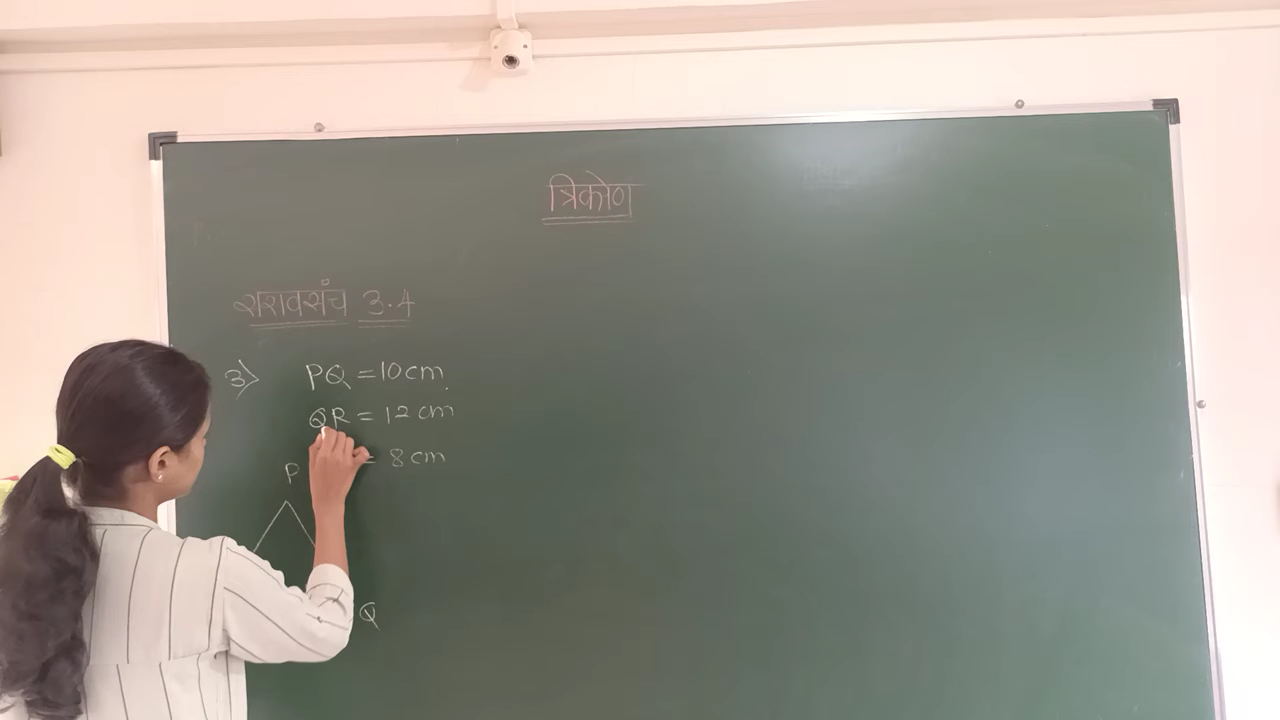 त्रिकोण
सरावसंच 3.4
3>
PQ = 10 cm
QR = 12 cm
= 8 cm
P
Q